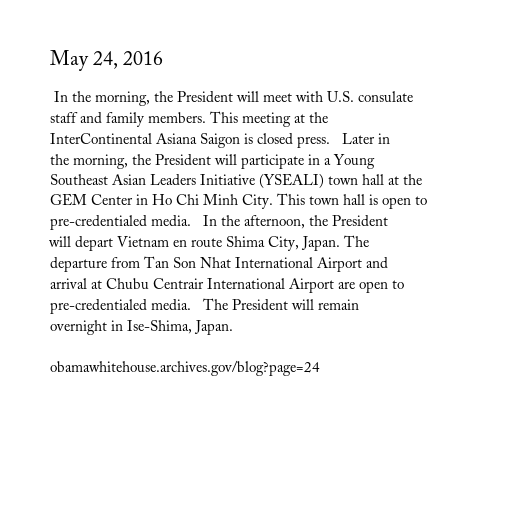 May 24, 2016
In the morning, the President will meet with U.S. consulate
staff and family members. This meeting at the
InterContinental Asiana Saigon is closed press.   Later in
the morning, the President will participate in a Young
Southeast Asian Leaders Initiative (YSEALI) town hall at the
GEM Center in Ho Chi Minh City. This town hall is open to
pre-credentialed media.   In the afternoon, the President
will depart Vietnam en route Shima City, Japan. The
departure from Tan Son Nhat International Airport and
arrival at Chubu Centrair International Airport are open to
pre-credentialed media.   The President will remain
overnight in Ise-Shima, Japan.
obamawhitehouse.archives.gov/blog?page=24